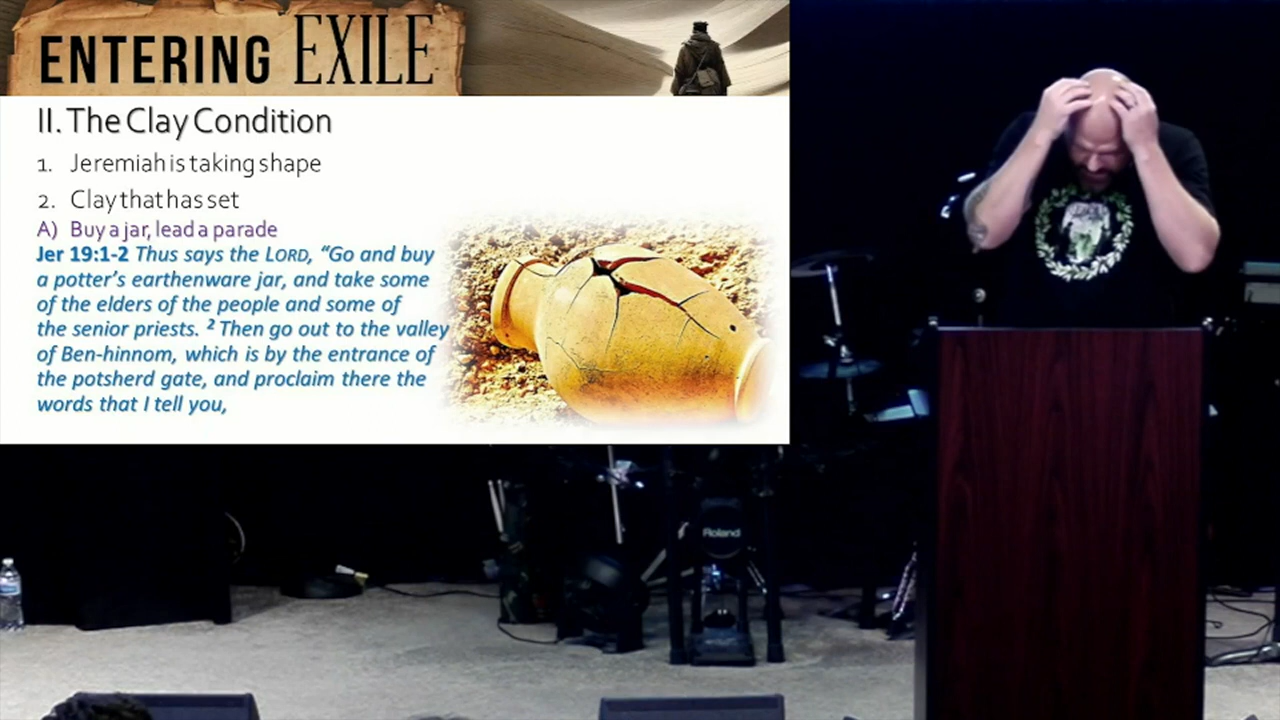 ENTERING EXILE
II. The Clay Condition
1. Jeremiah is taking shape
2. Clay that has set
A) Buy a jar, lead a parade
Jer 19:1-2 Thus says the LORD, “Go and buy
a potter’s earthenware jar, and take some
of the elders of the people and some of
the senior priests. ² Then go out to the valley
of Ben-hinnom, which is by the entrance of
the potsherd gate, and proclaim there the
words that I tell you,
Roland